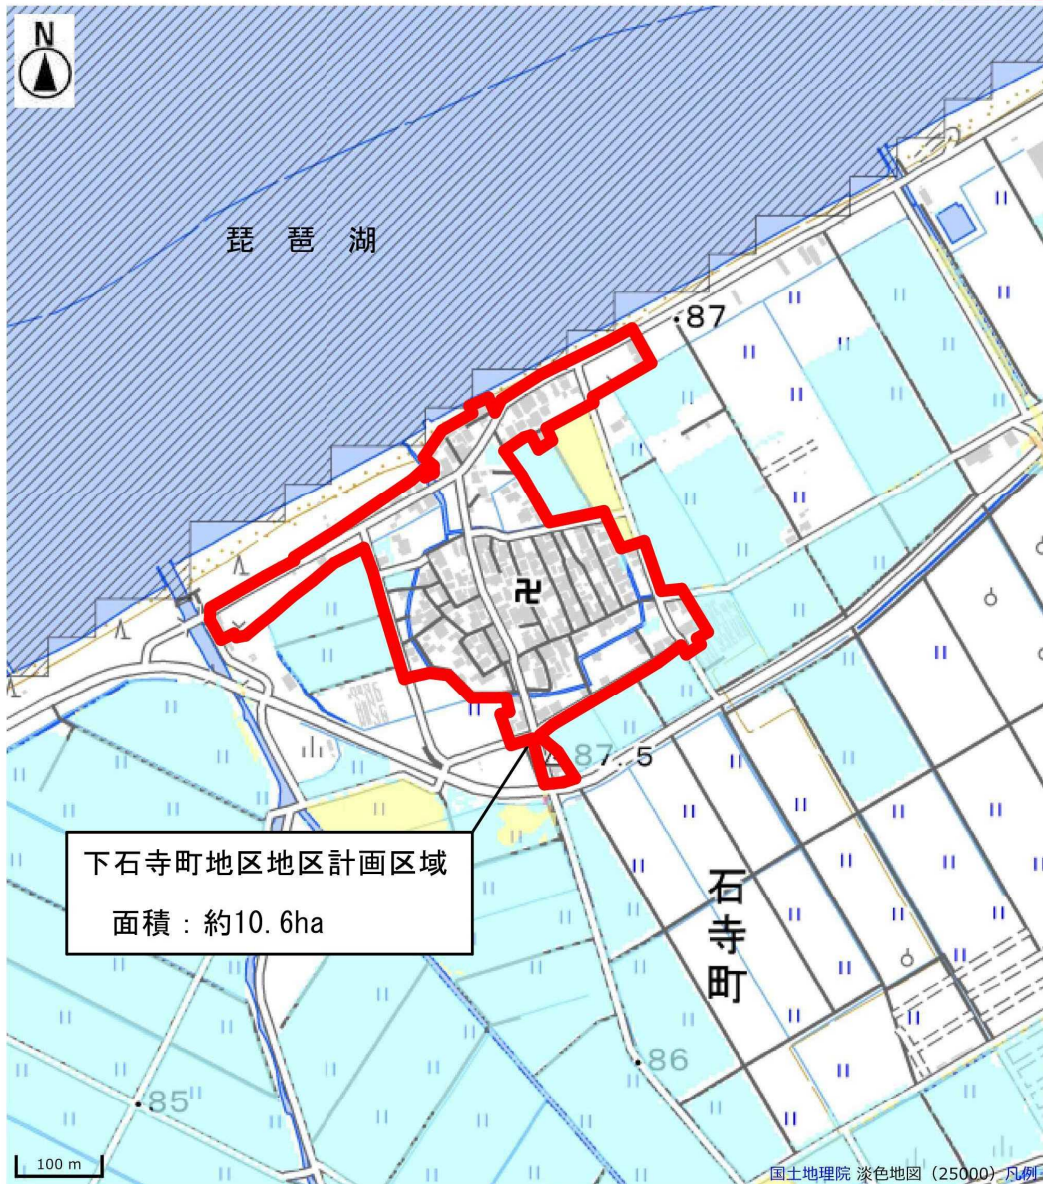 N
琵琶湖
87
卍
87.5
下石寺町地区地区計画区域
面積：約10.6ha
石寺町
86
85
100 m
国土地理院 淡色地図（25000）凡例